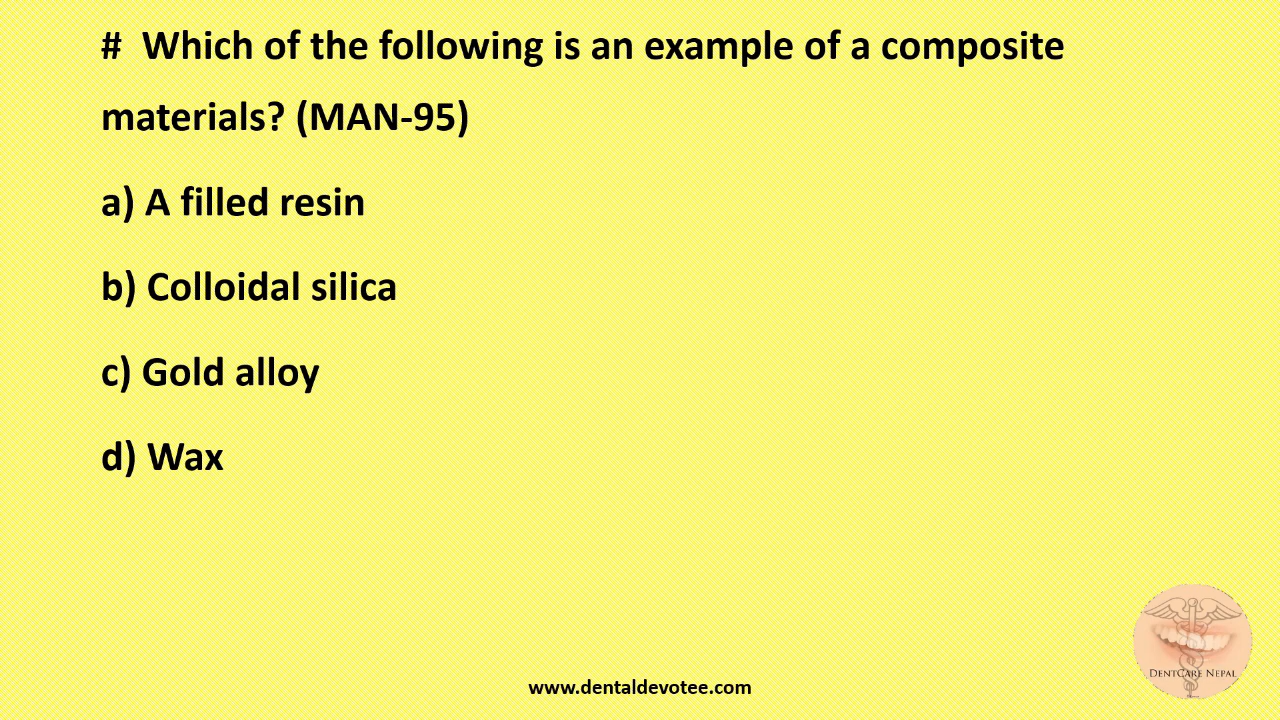 # Which of the following is an example of a composite
materials? (MAN-95)
a) A filled resin
b) Colloidal silica
c) Gold alloy
d) Wax
DentCare Nepal
www.dentaldevotee.com